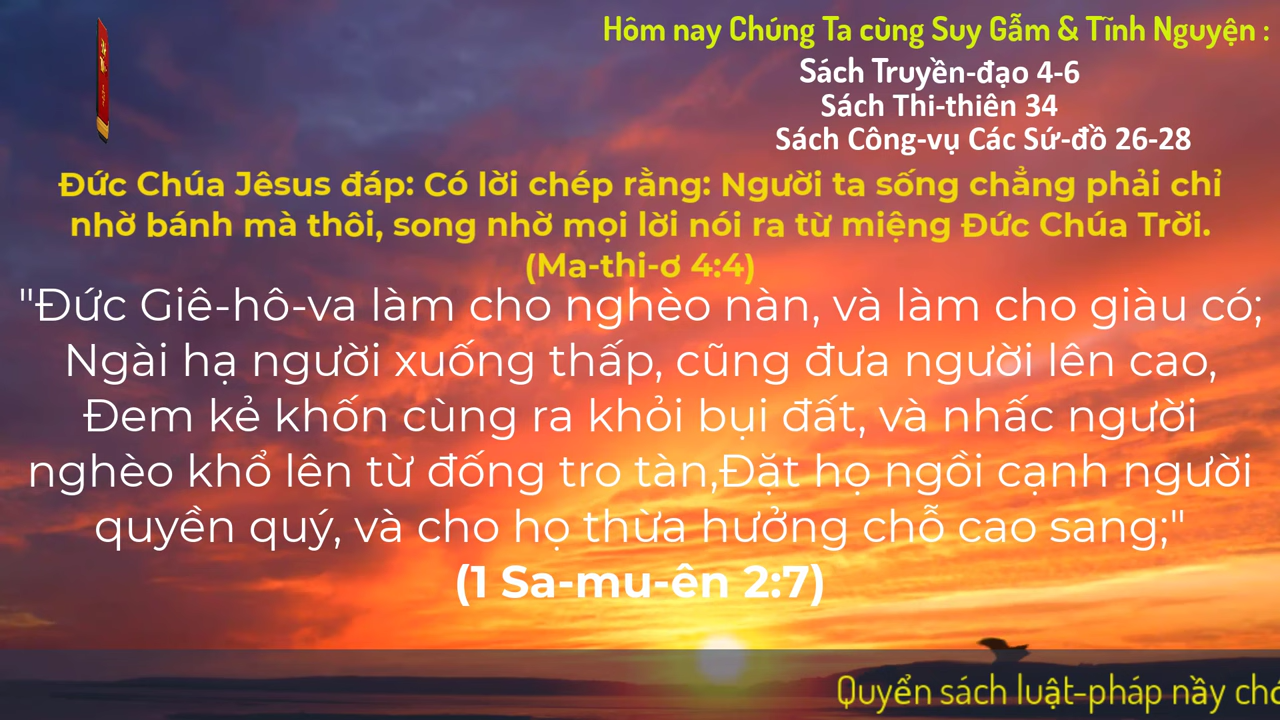 Hôm nay Chúng Ta cùng Suy Gẫm & Tĩnh Nguyện :
Sách Truyền-đạo 4-6
Sách Thi-thiên 34
Sách Công-vụ Các Sứ-đồ 26-28
Đức Chúa Jêsus đáp: Có lời chép rằng: Người ta sống chẳng phải chỉ
nhờ bánh mà thôi, song nhờ mọi lời nói ra từ miệng Đức Chúa Trời.
(Ma-thi-ơ 4:4)
"Đức Giê-hô-va làm cho nghèo nàn, và làm cho giàu có;
Ngài hạ người xuống thấp, cũng đưa người lên cao,
Đem kẻ khốn cùng ra khỏi bụi đất, và nhấc người
nghèo khổ lên từ đống tro tàn,Đặt họ ngồi cạnh người
quyền quý, và cho họ thừa hưởng chỗ cao sang;"
(1 Sa-mu-ên 2:7)
Quyển sách luật-pháp nầy